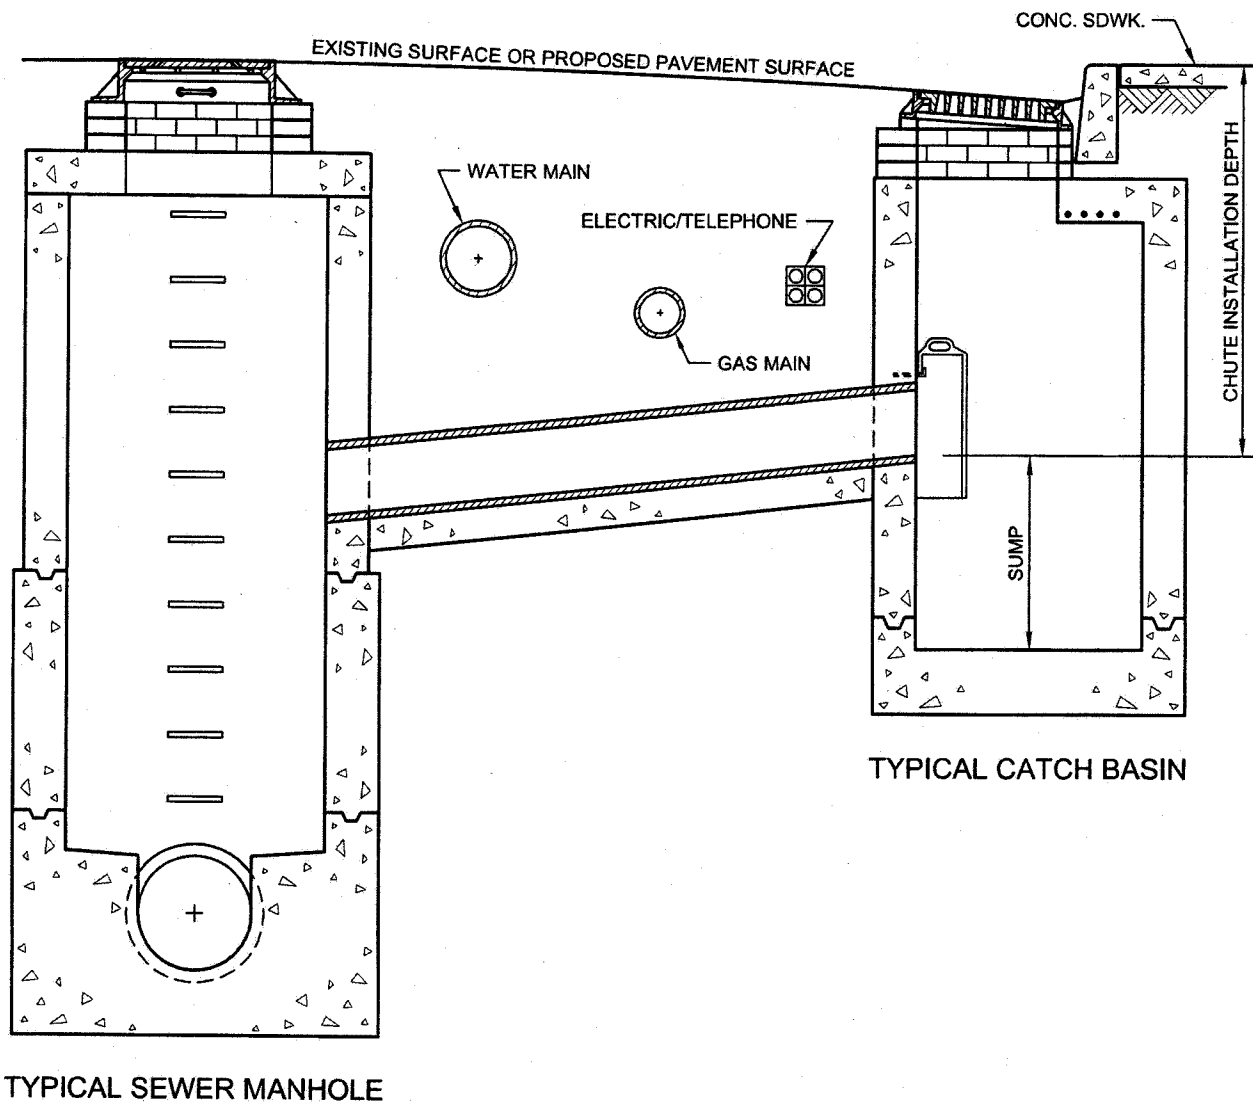 CONC. SDWK.
EXISTING SURFACE OR PROPOSED PAVEMENT SURFACE
WATER MAIN
ELECTRIC/TELEPHONE
GAS MAIN
CHUTE INSTALLATION DEPTH
SUMP
TYPICAL CATCH BASIN
TYPICAL SEWER MANHOLE